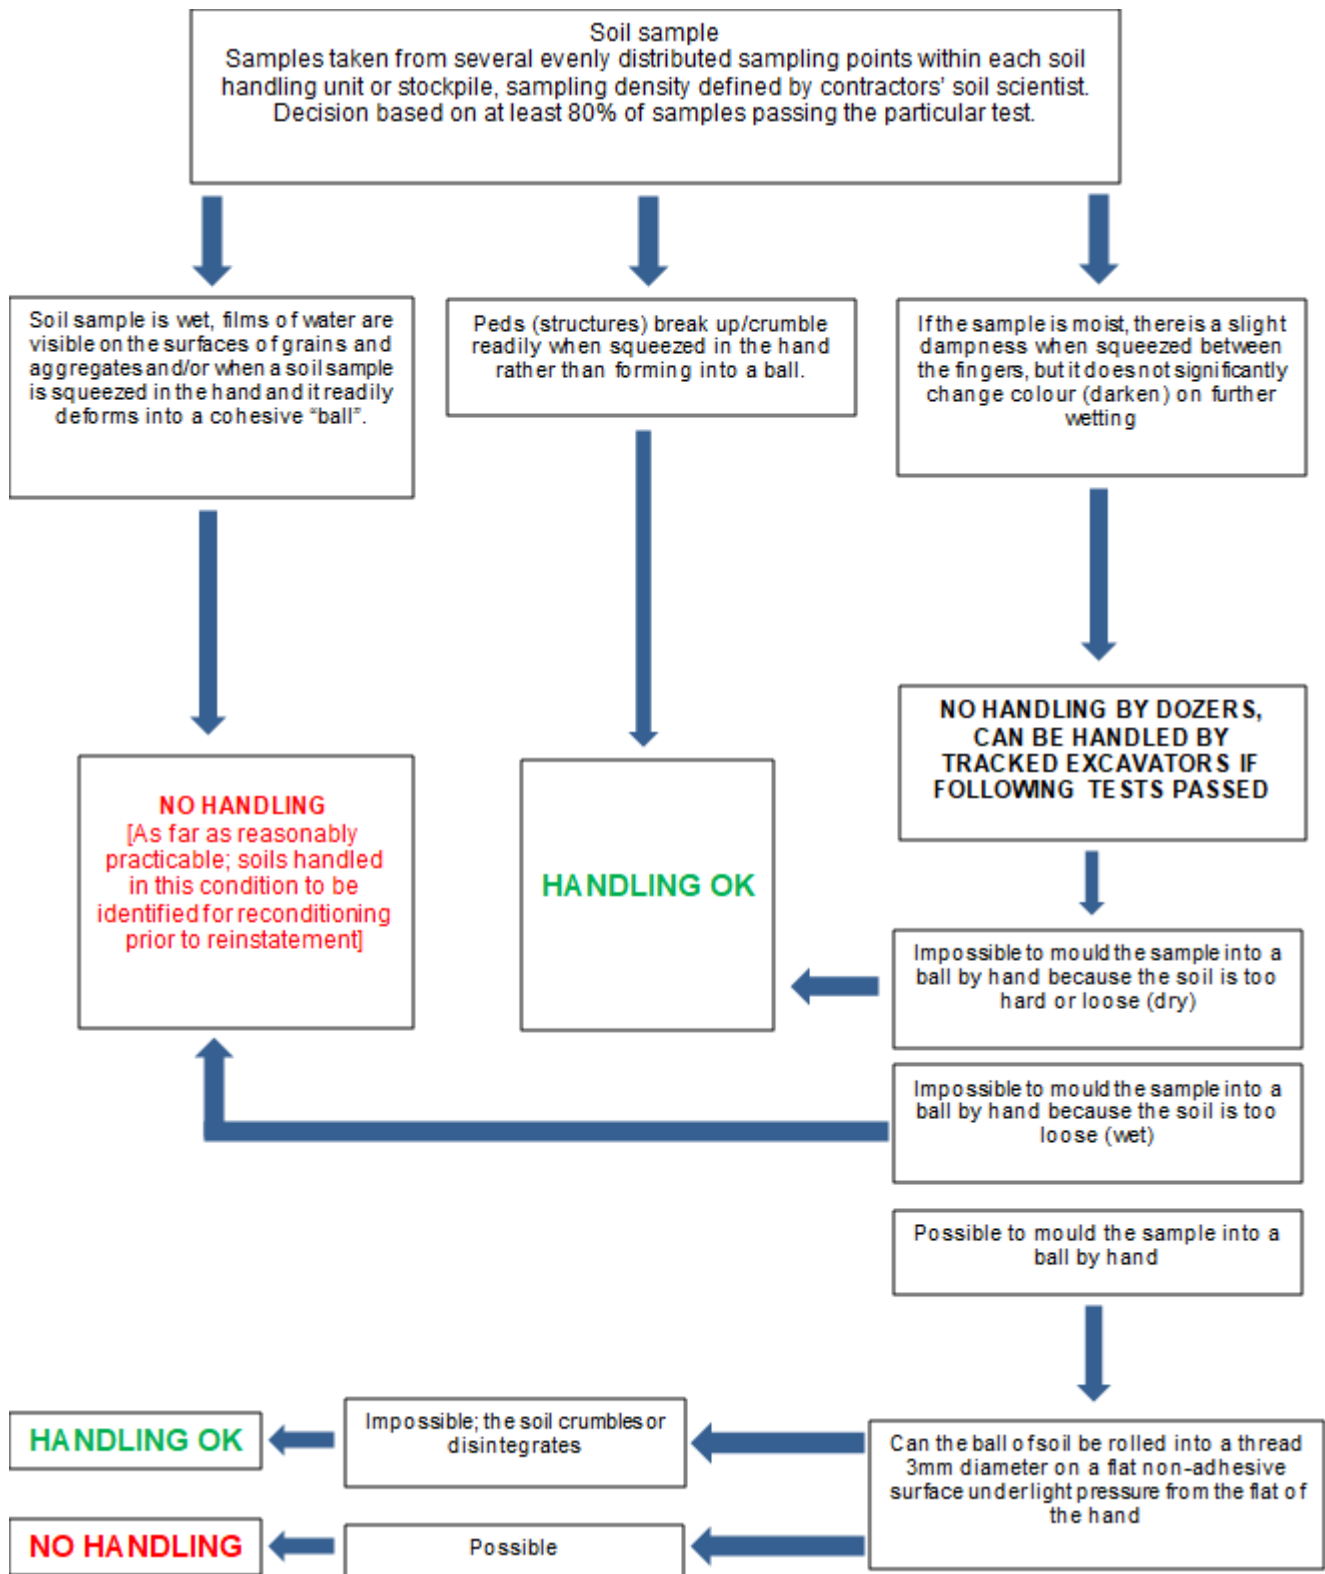 Soil sample
Samples taken from several evenly distributed sampling points within each soil
handling unit or stockpile, sampling density defined by contractors’ soil scientist.
Decision based on at least 80% of samples passing the particular test.
Soil sample is wet, films of water are
visible on the surfaces of grains and
aggregates and/or when a soil sample
is squeezed in the hand and it readily
deforms into a cohesive “ball”.
Peds (structures) break up/crumble
readily when squeezed in the hand
rather than forming into a ball.
If the sample is moist, there is a slight
dampness when squeezed between
the fingers, but it does not significantly
change colour (darken) on further
wetting
NO HANDLING BY DOZERS,
CAN BE HANDLED BY
TRACKED EXCAVATORS IF
FOLLOWING TESTS PASSED
NO HANDLING
[As far as reasonably
practicable; soils handled
in this condition to be
identified for reconditioning
prior to reinstatement]
HANDLING OK
Impossible to mould the sample into a
ball by hand because the soil is too
hard or loose (dry)
Impossible to mould the sample into a
ball by hand because the soil is too
loose (wet)
Possible to mould the sample into a
ball by hand
Can the ball of soil be rolled into a thread
3mm diameter on a flat non-adhesive
surface under light pressure from the flat of
the hand
Impossible; the soil crumbles or
disintegrates
HANDLING OK
Possible
NO HANDLING